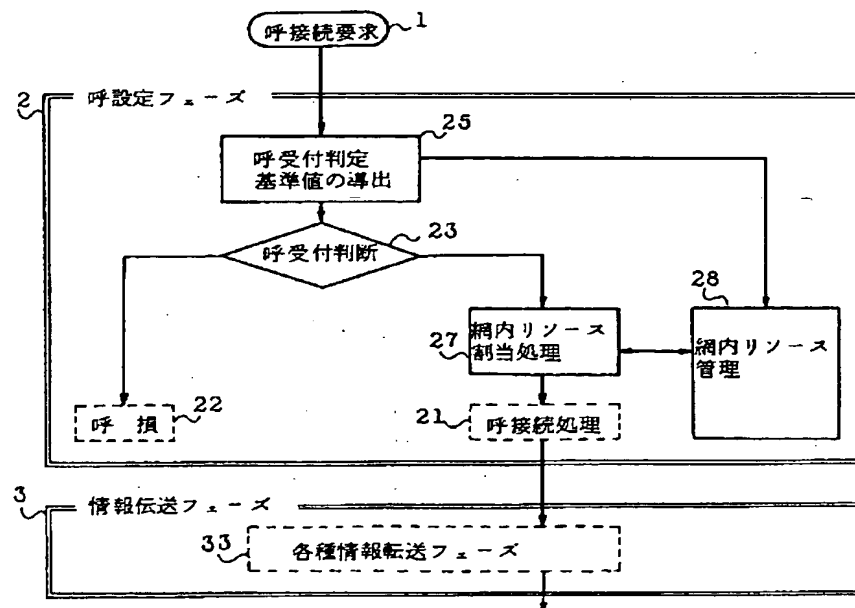 呼接続要求
1
2
呼設定フェーズ
25
呼受付判定
基準値の導出
23
呼受付判断
28
27
網内リソース
割当処理
網内リソース
管理
22
呼 損
21
呼接続処理
3
情報伝送フェーズ
33
各種情報転送フェーズ